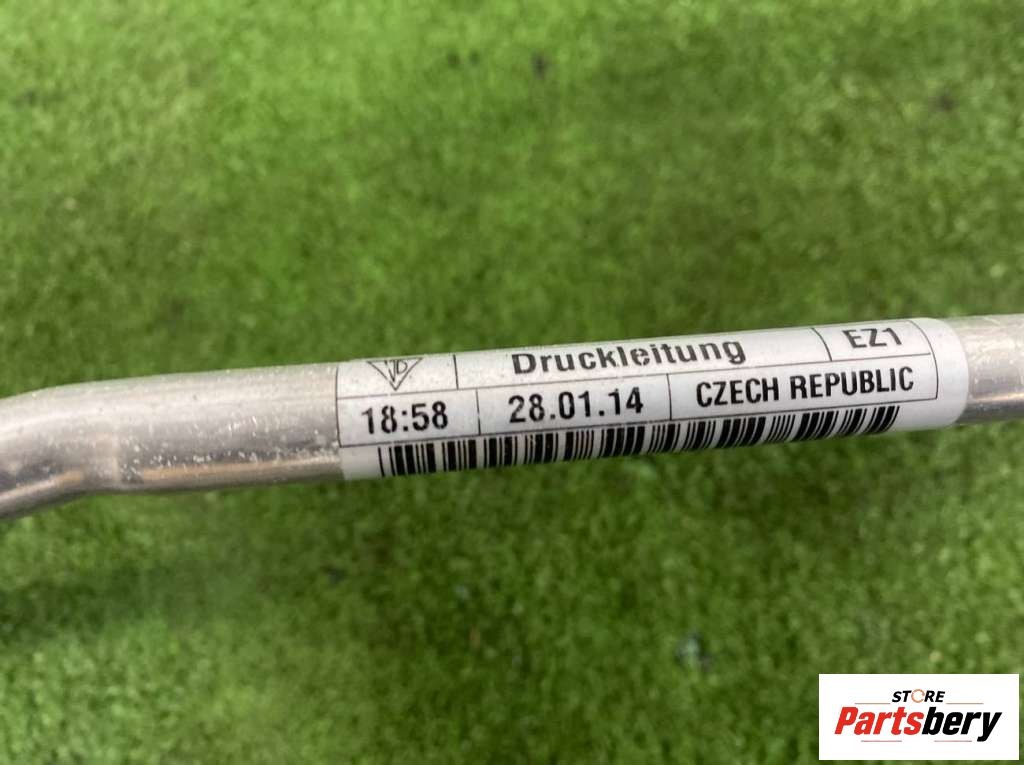 Druckleitung EZ1
18:58 28.01.14 CZECH REPUBLIC
STORE
Partsbery